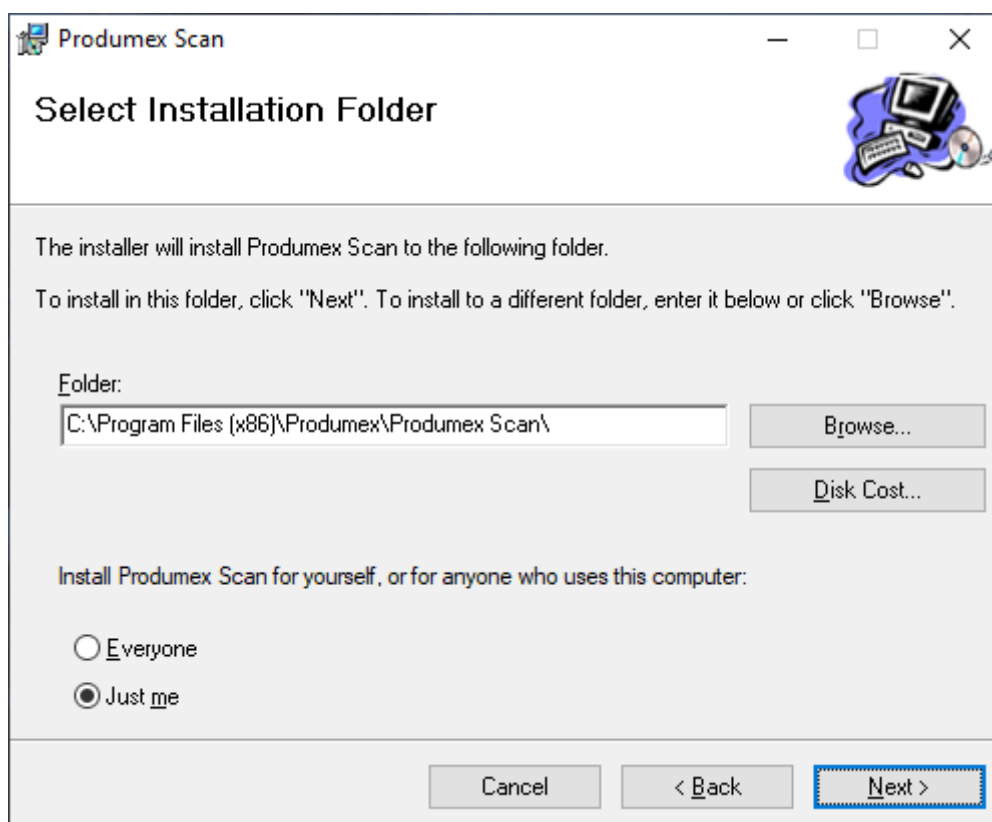 Produmex Scan
Select Installation Folder
The installer will install Produmex Scan to the following folder.
To install in this folder, click "Next". To install to a different folder, enter it below or click "Browse".
Folder:
C:\Program Files (x86)\Produmex\Produmex Scan\
Browse...
Disk Cost...
Install Produmex Scan for yourself, or for anyone who uses this computer:
Everyone
Just me
Cancel
< Back
Next >